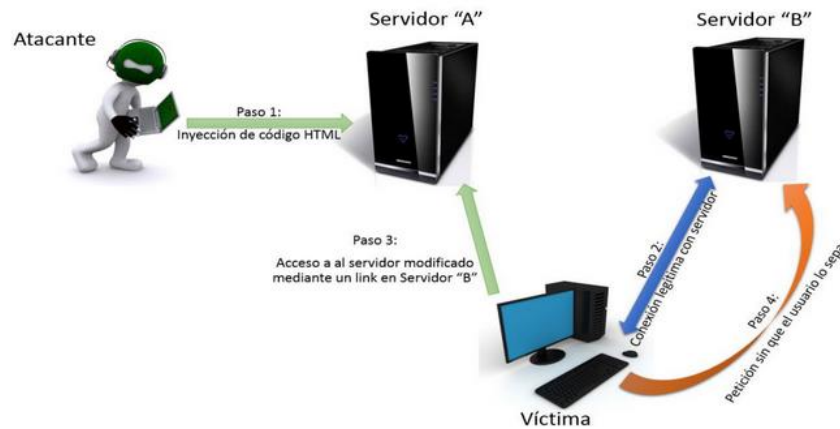 Atacante
Servidor “A”
Servidor “B”
Paso 1:
Inyección de código HTML
Paso 3:
Acceso a al servidor modificado
mediante un link en Servidor “B”
Paso 2:
Conexión legítima con servidor
Paso 4:
Petición sin que el usuario lo sepa
Víctima